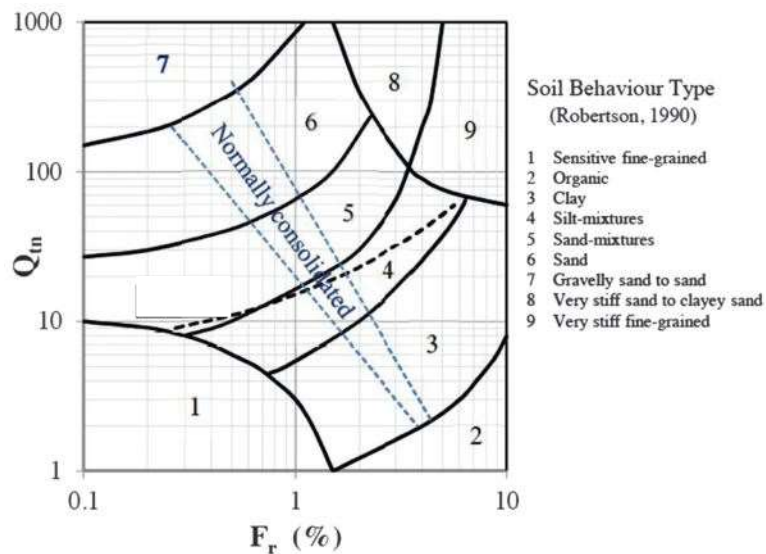 1000
100
10
1
Q_tn
0.1
1
10
F_r (%)
7
8
6
9
Normally consolidated
5
4
3
1
2
Soil Behaviour Type
(Robertson, 1990)
1 Sensitive fine-grained
2 Organic
3 Clay
4 Silt-mixtures
5 Sand-mixtures
6 Sand
7 Gravelly sand to sand
8 Very stiff sand to clayey sand
9 Very stiff fine-grained